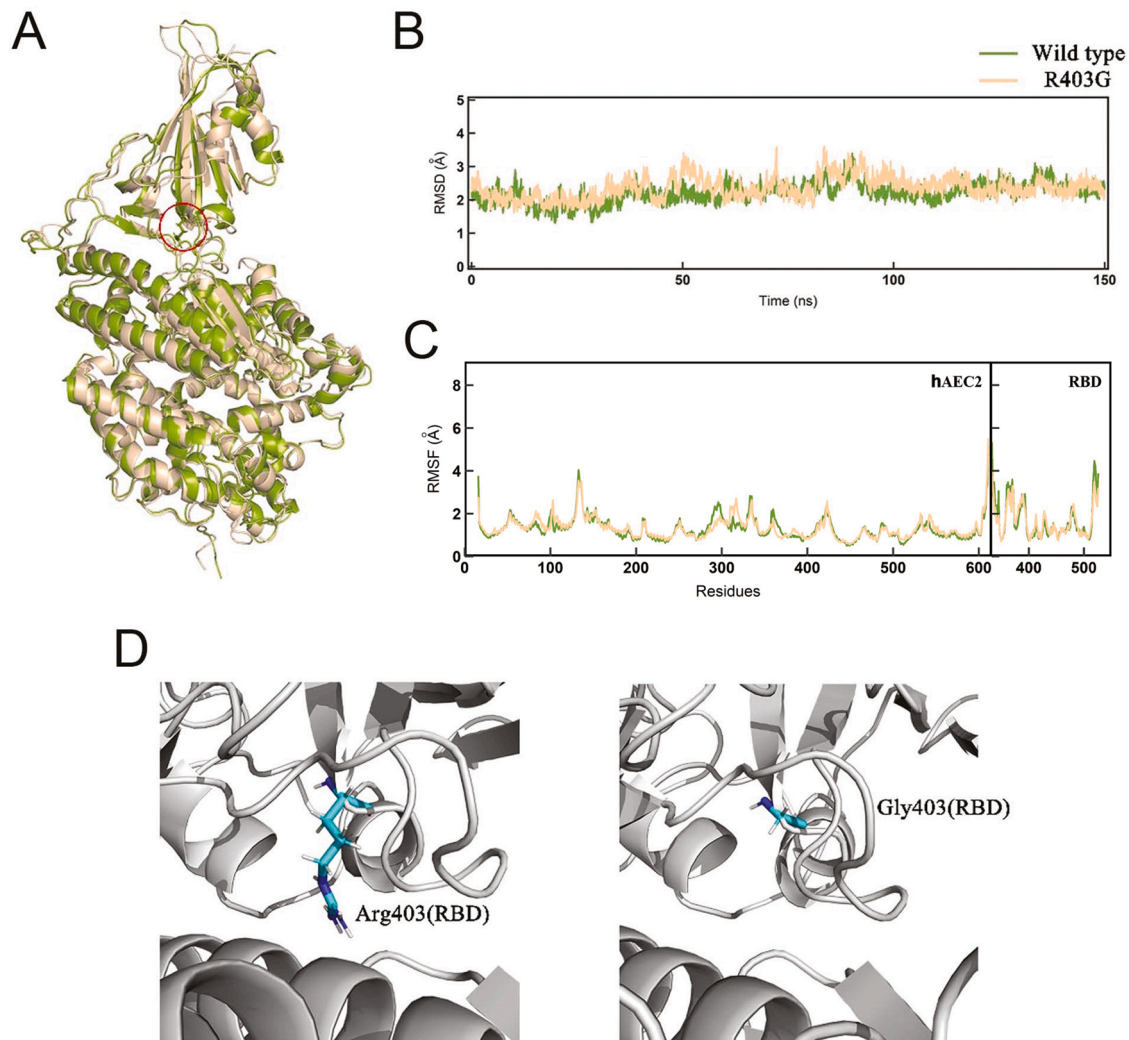 A
B
Wild type
R403G
5
4
3
2
1
0
RMSD (Å)
0
50
100
150
Time (ns)
C
hAEC2
RBD
8
6
4
2
0
RMSF (Å)
0
100
200
300
400
500
600
400
500
Residues
D
Arg403(RBD)
Gly403(RBD)